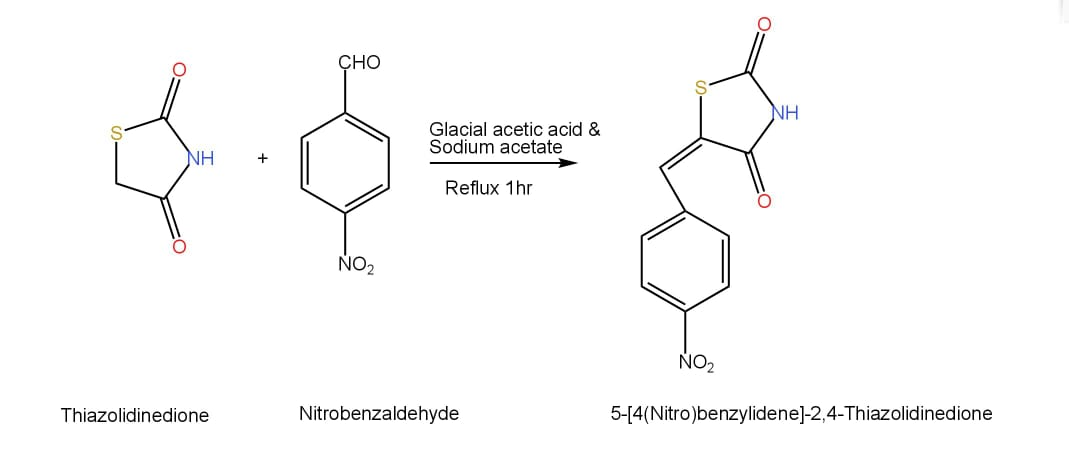 O
S
NH
O
+
CHO
NO2
Glacial acetic acid &
Sodium acetate
Reflux 1hr
O
S
NH
O
NO2
Thiazolidinedione
Nitrobenzaldehyde
5-[4(Nitro)benzylidene]-2,4-Thiazolidinedione